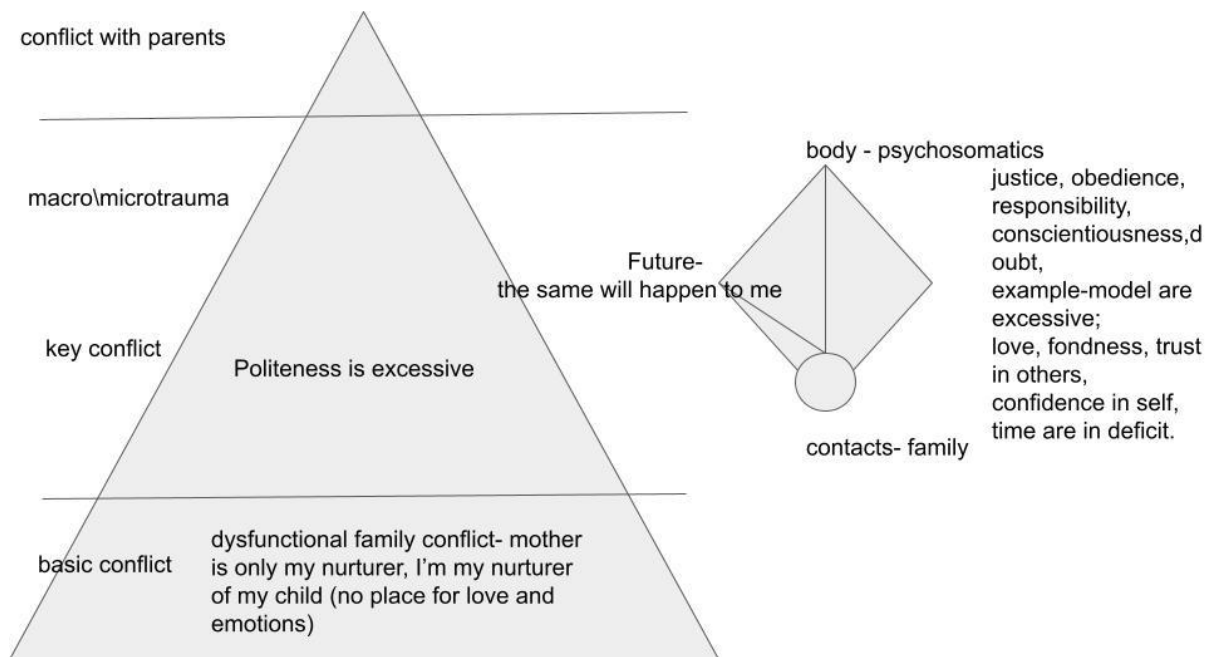 conflict with parents
macro\microtrauma
key conflict
Politeness is excessive
basic conflict
dysfunctional family conflict- mother
is only my nurturer, I'm my nurturer
of my child (no place for love and
emotions)
body - psychosomatics
Future-
the same will happen to me
contacts- family
justice, obedience,
responsibility,
conscientiousness,d
oubt,
example-model are
excessive;
love, fondness, trust
in others,
confidence in self,
time are in deficit.